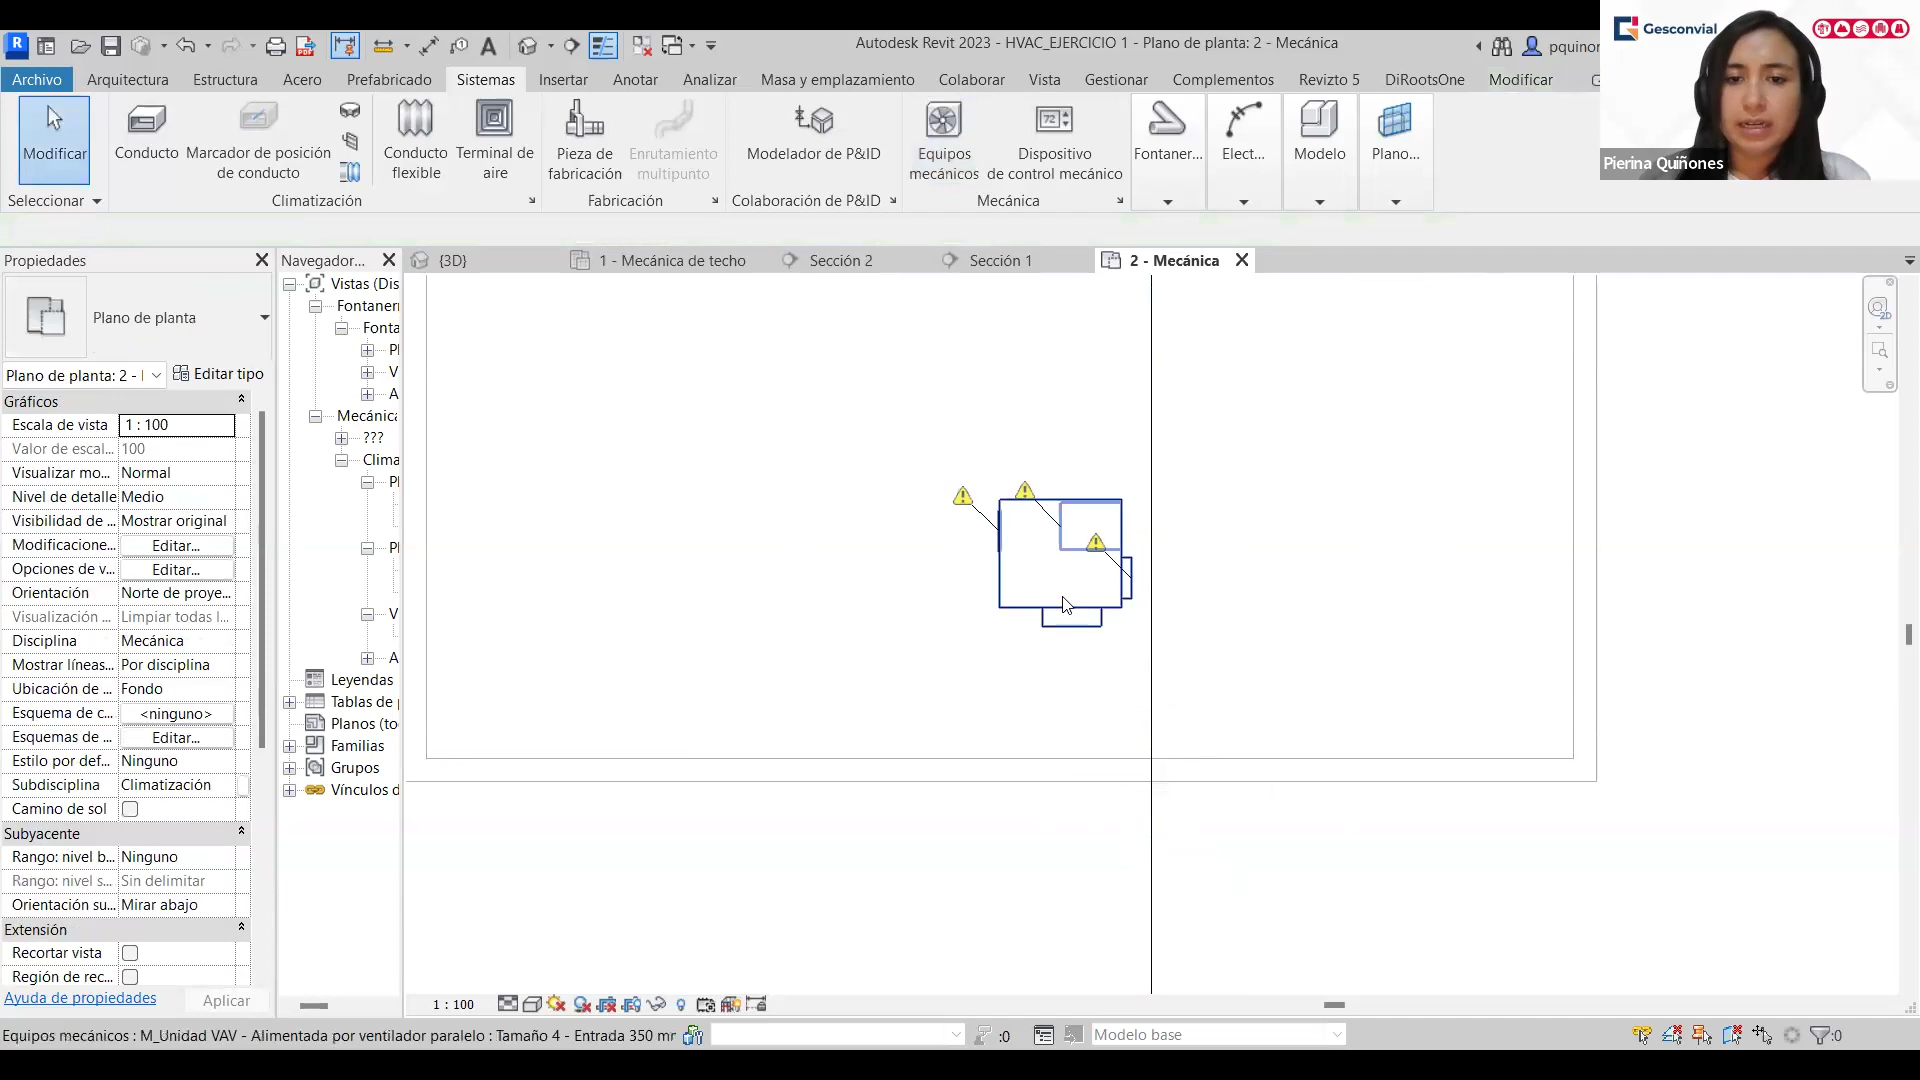 Autodesk Revit 2023 - HVAC_EJERCICIO 1 - Plano de planta: 2 - Mecánica
pquinon
Gesconvial
Archivo Arquitectura Estructura Acero Prefabricado Sistemas Insertar Anotar Analizar Masa y emplazamiento Colaborar Vista Gestionar Complementos Revizto 5 DiRootsOne Modificar
Modificar
Conducto
Marcador de posición
de conducto
Conducto
flexible
Terminal de
aire
Pieza de
fabricación
Enrutamiento
multipunto
Modelador de P&ID
Equipos
mecánicos
72
Dispositivo
de control mecánico
Fontaner...
Elect...
Modelo
Plano...
Pierina Quiñones
Seleccionar
Climatización
Fabricación
Colaboración de P&ID
Mecánica
Propiedades
Navegador...
{3D}
1 - Mecánica de techo
Sección 2
Sección 1
2 - Mecánica
Plano de planta
Plano de planta: 2 - Editar tipo
Gráficos
Escala de vista 1 : 100
Valor de escal... 100
Visualizar mo... Normal
Nivel de detalle Medio
Visibilidad de ... Mostrar original
Modificacione... Editar...
Opciones de v... Editar...
Orientación Norte de proye...
Visualización ... Limpiar todas l...
Disciplina Mecánica
Mostrar líneas... Por disciplina
Ubicación de ... Fondo
Esquema de c... <ninguno>
Esquemas de ... Editar...
Estilo por def... Ninguno
Subdisciplina Climatización
Camino de sol
Subyacente
Rango: nivel b... Ninguno
Rango: nivel s... Sin delimitar
Orientación su... Mirar abajo
Extensión
Recortar vista
Región de rec...
Ayuda de propiedades Aplicar
Vistas (Dis
Fontaner
Fonta
Pl
V
A
Mecánica
???
Clima
Pl
Pl
V
A
Leyendas
Tablas de
Planos (to
Familias
Grupos
Vínculos d
2D
1 : 100
Equipos mecánicos : M_Unidad VAV - Alimentada por ventilador paralelo : Tamaño 4 - Entrada 350 mr
:0
Modelo base
:0